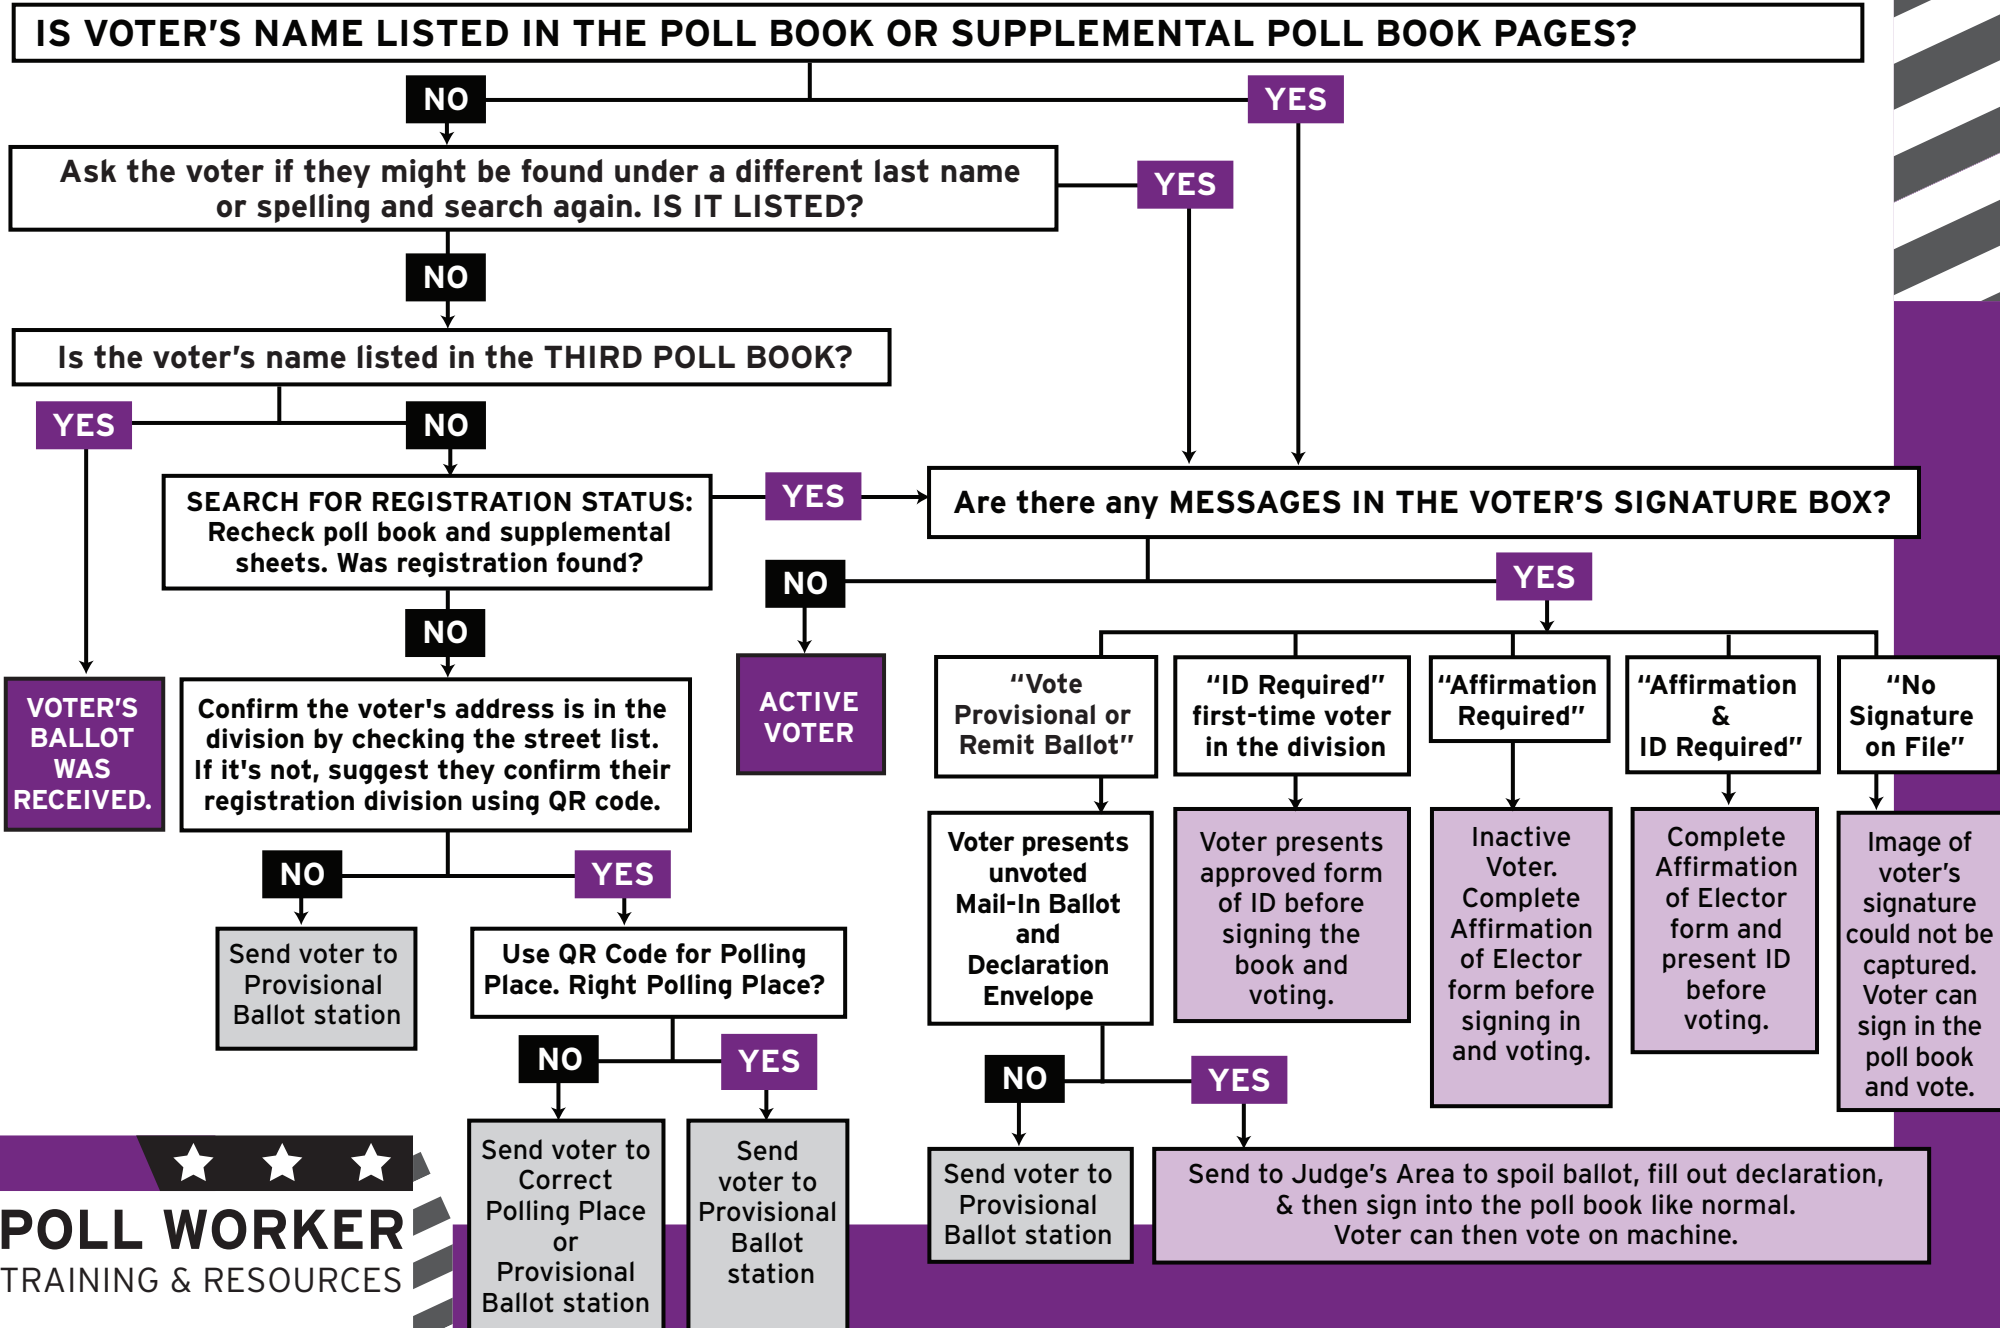 IS VOTER'S NAME LISTED IN THE POLL BOOK OR SUPPLEMENTAL POLL BOOK PAGES?
NO
YES
Ask the voter if they might be found under a different last name
or spelling and search again. IS IT LISTED?
YES
NO
Is the voter's name listed in the THIRD POLL BOOK?
YES
NO
SEARCH FOR REGISTRATION STATUS:
Recheck poll book and supplemental
sheets. Was registration found?
YES
Are there any MESSAGES IN THE VOTER'S SIGNATURE BOX?
NO
YES
NO
VOTER'S
BALLOT
WAS
RECEIVED.
Confirm the voter's address is in the
division by checking the street list.
If it's not, suggest they confirm their
registration division using QR code.
ACTIVE
VOTER
"Vote
Provisional or
Remit Ballot"
"ID Required"
first-time voter
in the division
"Affirmation
Required"
"Affirmation
&
ID Required"
"No
Signature
on File"
Voter presents
unvoted
Mail-In Ballot
and
Declaration
Envelope
Voter presents
approved form
of ID before
signing the
book and
voting.
Inactive
Voter.
Complete
Affirmation
of Elector
form before
signing in
and voting.
Complete
Affirmation
of Elector
form and
present ID
before
voting.
Image of
voter's
signature
could not be
captured.
Voter can
sign in the
poll book
and vote.
NO
YES
Send voter to
Provisional
Ballot station
Use QR Code for Polling
Place. Right Polling Place?
NO
YES
Send voter to
Correct
Polling Place
or
Provisional
Ballot station
Send
voter to
Provisional
Ballot
station
NO
YES
Send voter to
Provisional
Ballot station
Send to Judge's Area to spoil ballot, fill out declaration,
& then sign into the poll book like normal.
Voter can then vote on machine.
POLL WORKER
TRAINING & RESOURCES